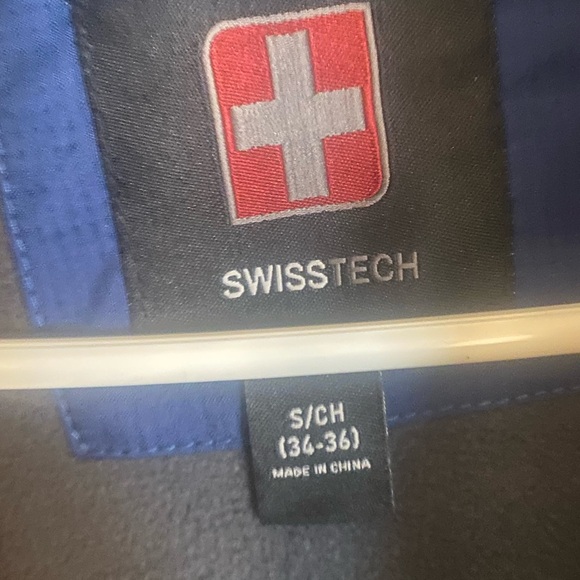 SWISSTECH
S/CH
(34-36)
MADE IN CHINA